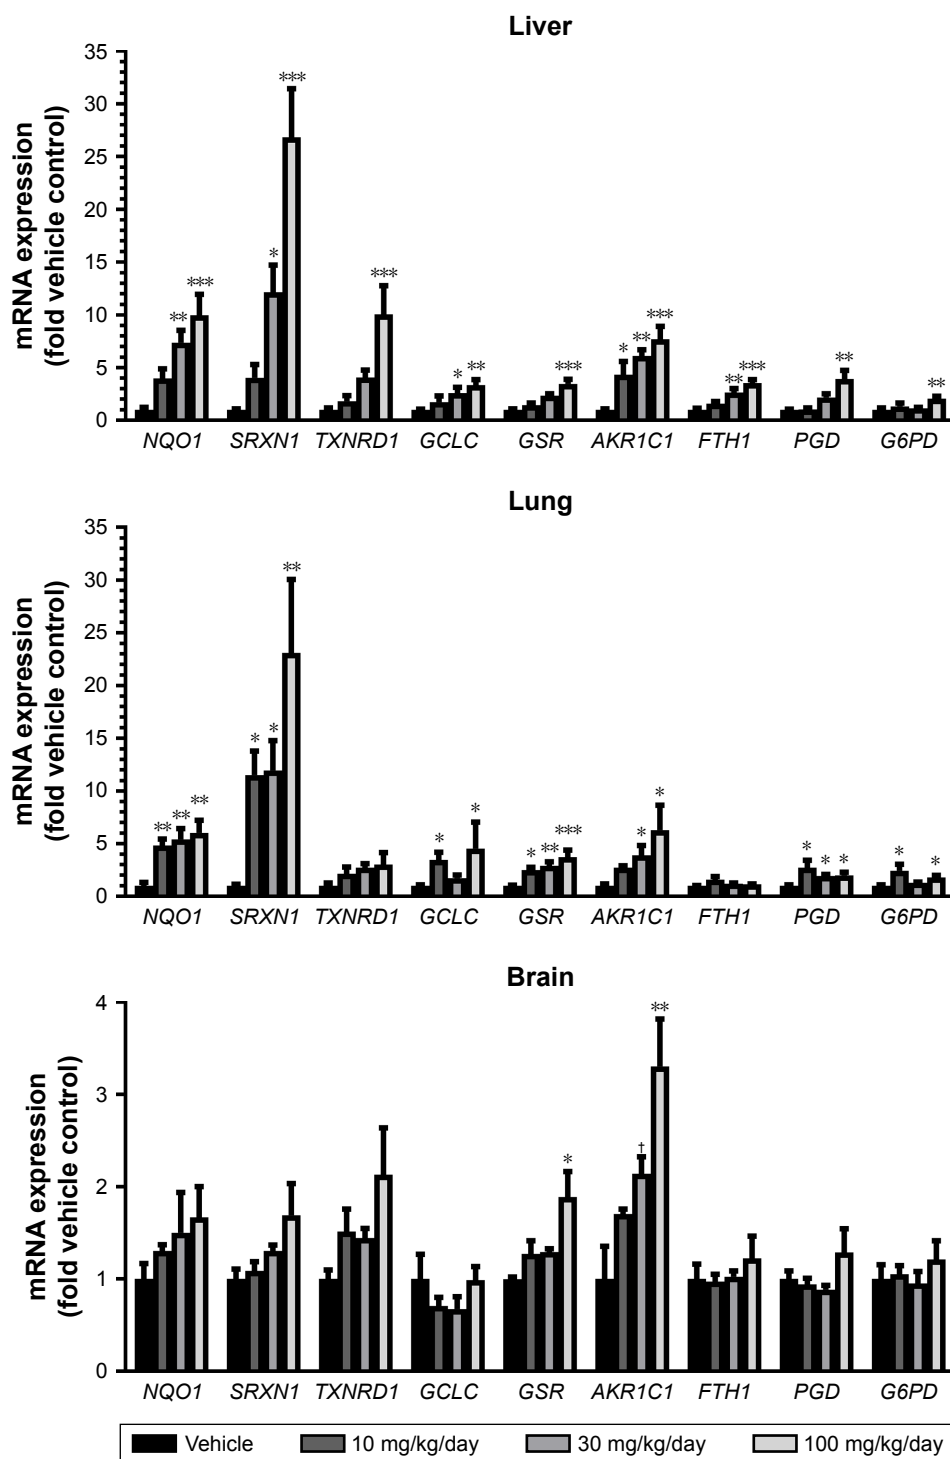 Liver
mRNA expression
(fold vehicle control)
35
30
25
20
15
10
5
0
** *** * *** *** * ** *** * ** *** ** *** ** **
NQO1 SRXN1 TXNRD1 GCLC GSR AKR1C1 FTH1 PGD G6PD
Lung
mRNA expression
(fold vehicle control)
35
30
25
20
15
10
5
0
** ** ** * * ** * * * ** *** * * * * * * *
NQO1 SRXN1 TXNRD1 GCLC GSR AKR1C1 FTH1 PGD G6PD
Brain
mRNA expression
(fold vehicle control)
4
3
2
1
0
* † **
NQO1 SRXN1 TXNRD1 GCLC GSR AKR1C1 FTH1 PGD G6PD
Vehicle 10 mg/kg/day 30 mg/kg/day 100 mg/kg/day